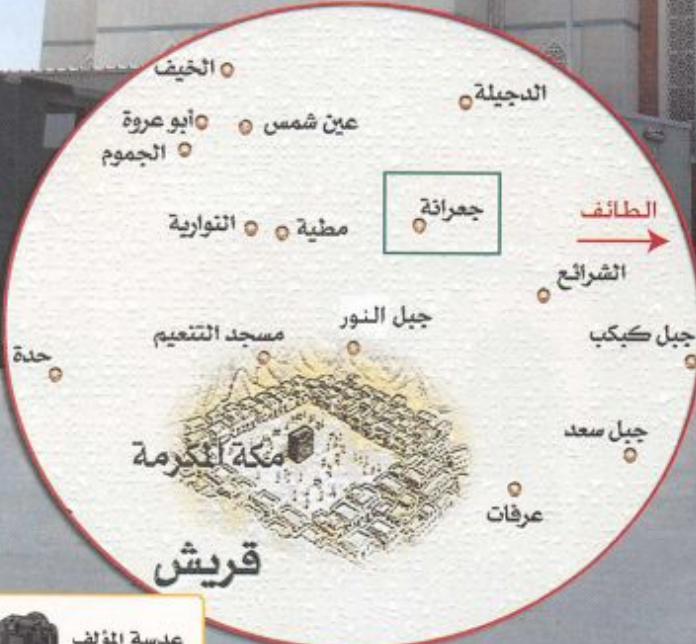 الخيف
الدجيلة
أبو عروة
عين شمس
الجموم
جعرانة
الطائف
النوارية
مطية
الشرائع
جبل النور
مسجد التنعيم
جبل كبكب
حدة
جبل سعد
مكة المكرمة
عرفات
قريش
عدسة المؤلف